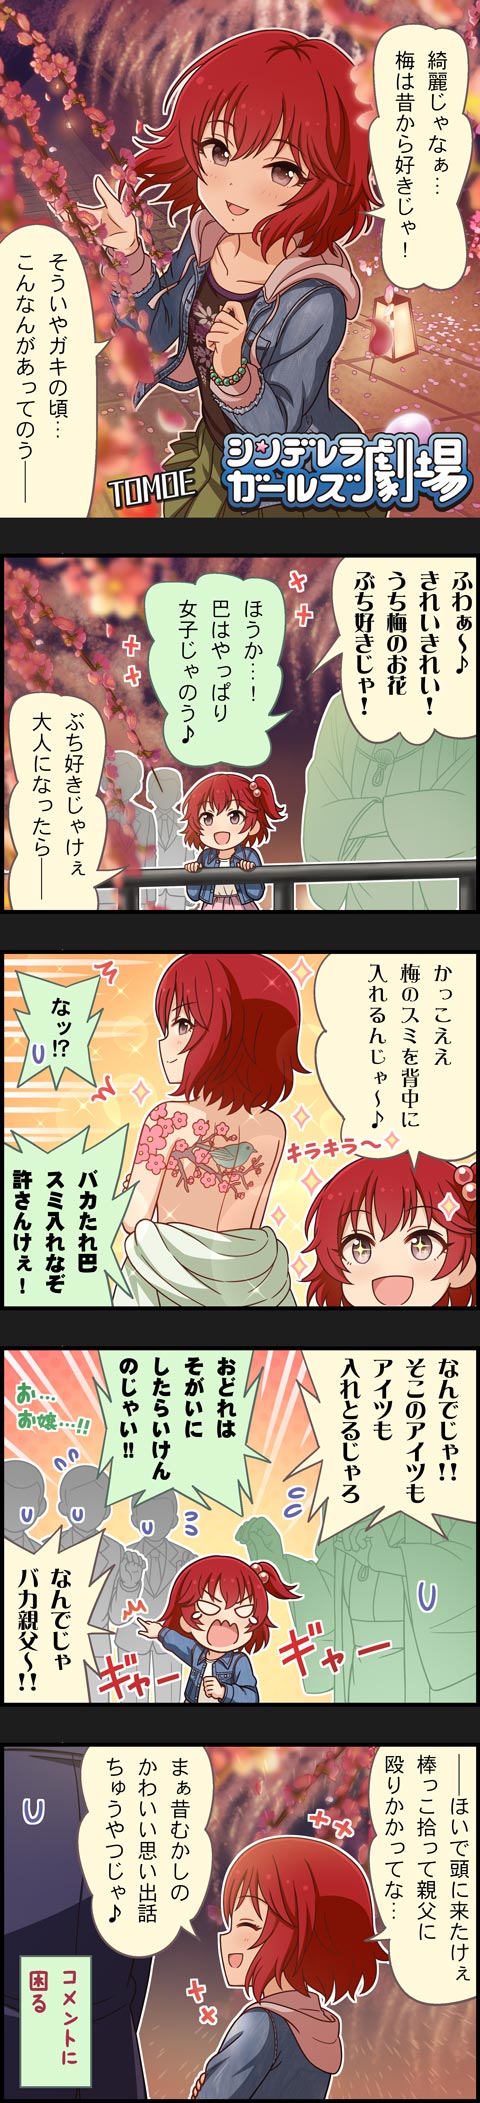 綺麗じゃなぁ…
梅は昔から好きじゃ！
そういやガキの頃…
こんなんがあってのう――
TOMOE
シンデレラ
ガールズ劇場
ふわぁ～♪
きれいきれい！
うち梅のお花
ぶち好きじゃ！
ほうか…！
巴はやっぱり
女子じゃのう♪
ぶち好きじゃけぇ
大人になったら――
かっこええ
梅のスミを背中に
入れるんじゃ～♪
キラキラ～
なッ!?
バカたれ巴
スミ入れなぞ
許さんけぇ！
なんでじゃ!!
そこのアイツも
アイツも
入れとるじゃろ
おどれは
そがいに
したらいけん
のじゃい!!
お…
お嬢…!!
なんでじゃ
バカ親父～!!
ギャー
ギャー
――ほいで頭に来たけぇ
棒っこ拾って親父に
殴りかかってな…
まぁ昔むかしの
かわいい思い出話
ちゅうやつじゃ♪
コメントに
困る